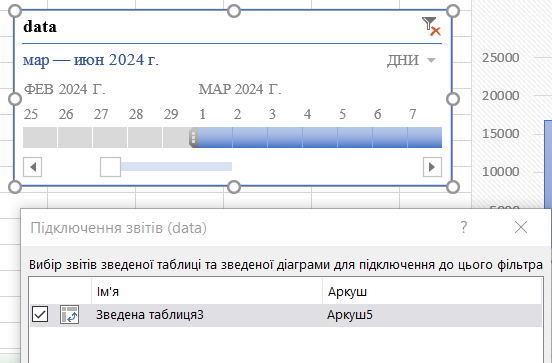 data
мар — июн 2024 г.
ДНИ
ФЕВ 2024 Г.
МАР 2024 Г.
25 26 27 28 29 1 2 3 4 5 6 7
25000
20000
15000
10000
Підключення звітів (data)
?
Вибір звітів зведеної таблиці та зведеної діаграми для підключення до цього фільтра
Ім'я
Аркуш
Зведена таблиця3
Аркуш5